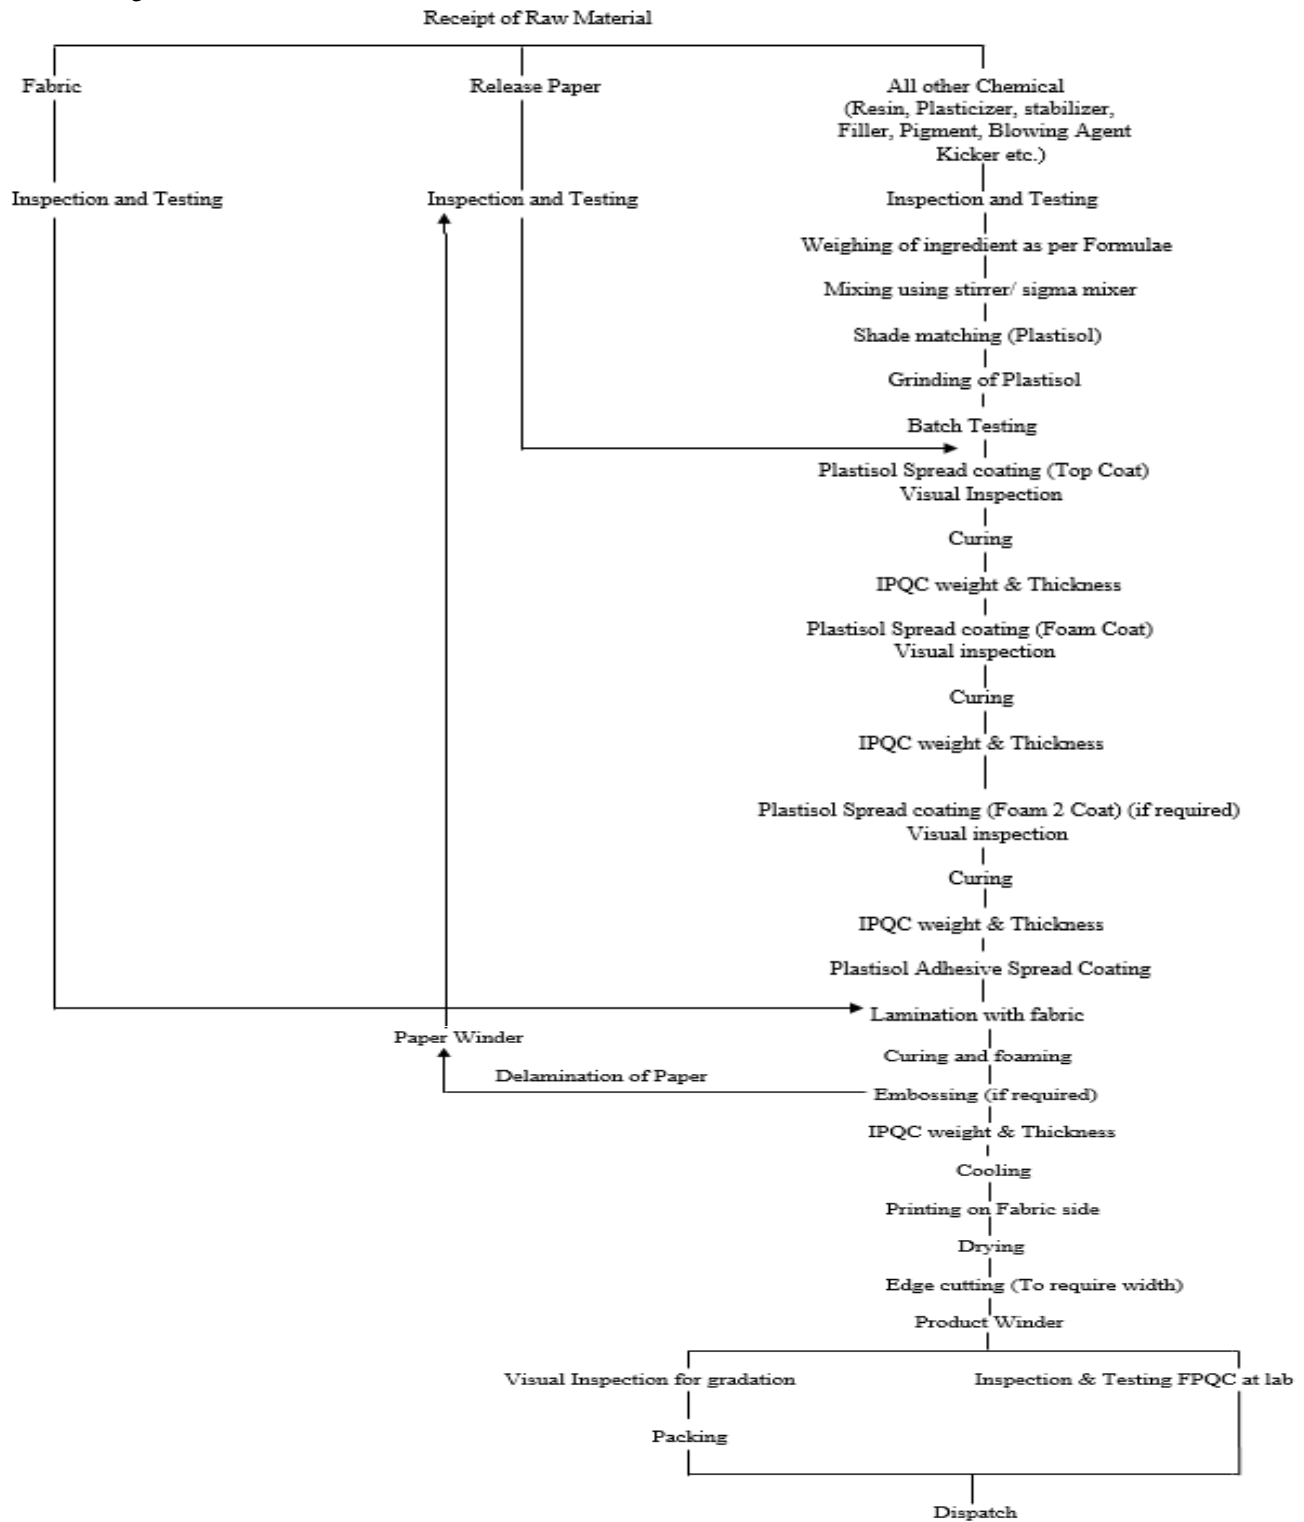 Receipt of Raw Material
Fabric
Release Paper
All other Chemical
(Resin, Plasticizer, stabilizer,
Filler, Pigment, Blowing Agent
Kicker etc.)
Inspection and Testing
Inspection and Testing
Inspection and Testing
Weighing of ingredient as per Formulae
Mixing using stirrer/ sigma mixer
Shade matching (Plastisol)
Grinding of Plastisol
Batch Testing
Plastisol Spread coating (Top Coat)
Visual Inspection
Curing
IPQC weight & Thickness
Plastisol Spread coating (Foam Coat)
Visual inspection
Curing
IPQC weight & Thickness
Plastisol Spread coating (Foam 2 Coat) (if required)
Visual inspection
Curing
IPQC weight & Thickness
Plastisol Adhesive Spread Coating
Lamination with fabric
Paper Winder
Curing and foaming
Delamination of Paper
Embossing (if required)
IPQC weight & Thickness
Cooling
Printing on Fabric side
Drying
Edge cutting (To require width)
Product Winder
Visual Inspection for gradation
Inspection & Testing FPQC at lab
Packing
Dispatch